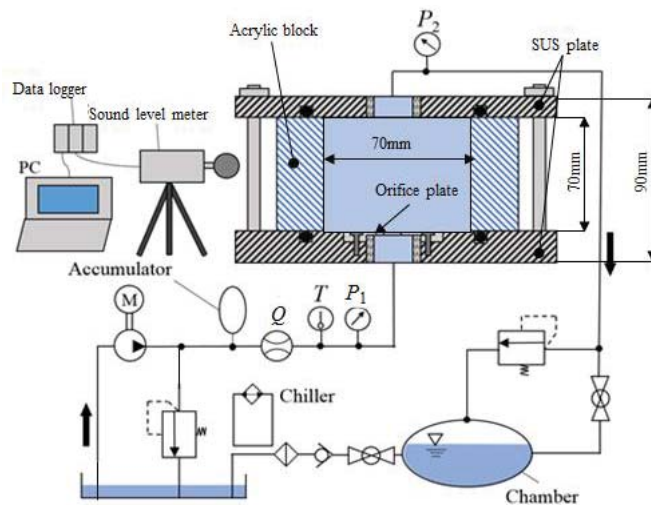 P2
Acrylic block
SUS plate
Data logger
Sound level meter
PC
70mm
70mm
90mm
Orifice plate
Accumulator
M
Q
T
P1
Chiller
Chamber